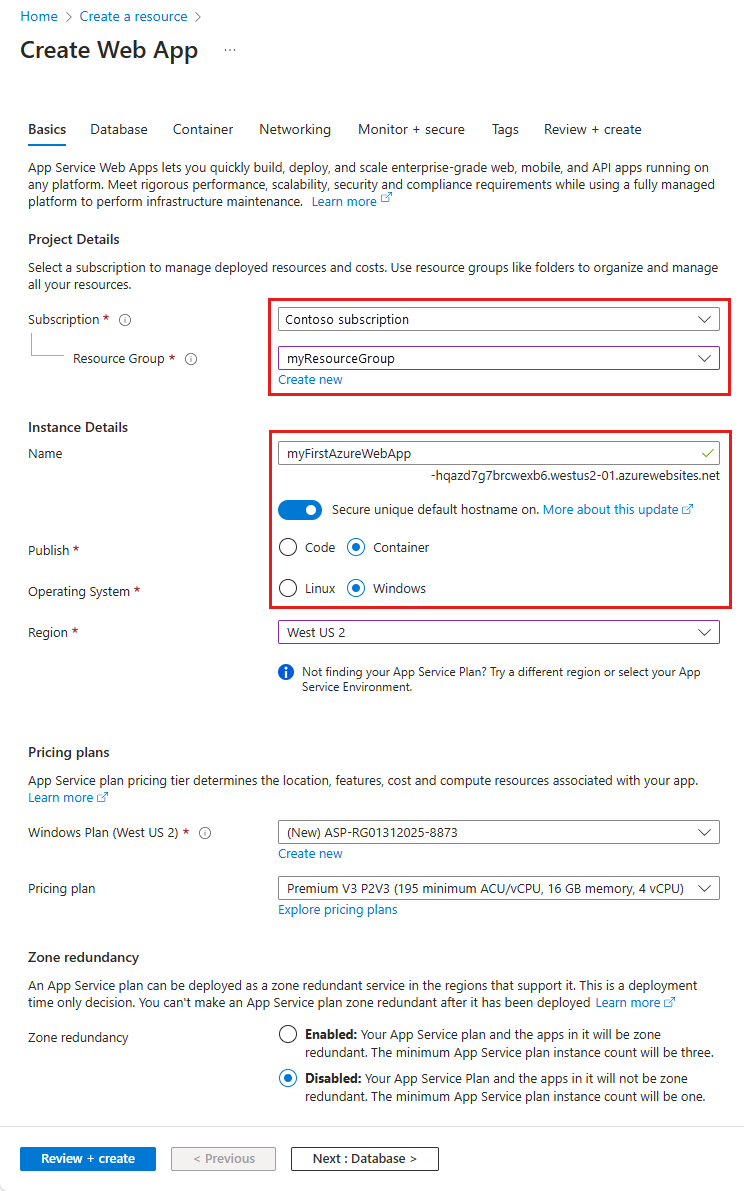 Home > Create a resource >
Create Web App ...
Basics Database Container Networking Monitor + secure Tags Review + create
App Service Web Apps lets you quickly build, deploy, and scale enterprise-grade web, mobile, and API apps running on
any platform. Meet rigorous performance, scalability, security and compliance requirements while using a fully managed
platform to perform infrastructure maintenance. Learn more
Project Details
Select a subscription to manage deployed resources and costs. Use resource groups like folders to organize and manage
all your resources.
Subscription * Contoso subscription
Resource Group * myResourceGroup
Create new
Instance Details
Name myFirstAzureWebApp
-hqazd7g7brcwexb6.westus2-01.azurewebsites.net
Secure unique default hostname on. More about this update
Publish * Code Container
Operating System * Linux Windows
Region * West US 2
Not finding your App Service Plan? Try a different region or select your App
Service Environment.
Pricing plans
App Service plan pricing tier determines the location, features, cost and compute resources associated with your app.
Learn more
Windows Plan (West US 2) * (New) ASP-RG01312025-8873
Create new
Pricing plan Premium V3 P2V3 (195 minimum ACU/vCPU, 16 GB memory, 4 vCPU)
Explore pricing plans
Zone redundancy
An App Service plan can be deployed as a zone redundant service in the regions that support it. This is a deployment
time only decision. You can't make an App Service plan zone redundant after it has been deployed Learn more
Zone redundancy Enabled: Your App Service plan and the apps in it will be zone
redundant. The minimum App Service plan instance count will be three.
Disabled: Your App Service Plan and the apps in it will not be zone
redundant. The minimum App Service plan instance count will be one.
Review + create < Previous Next : Database >